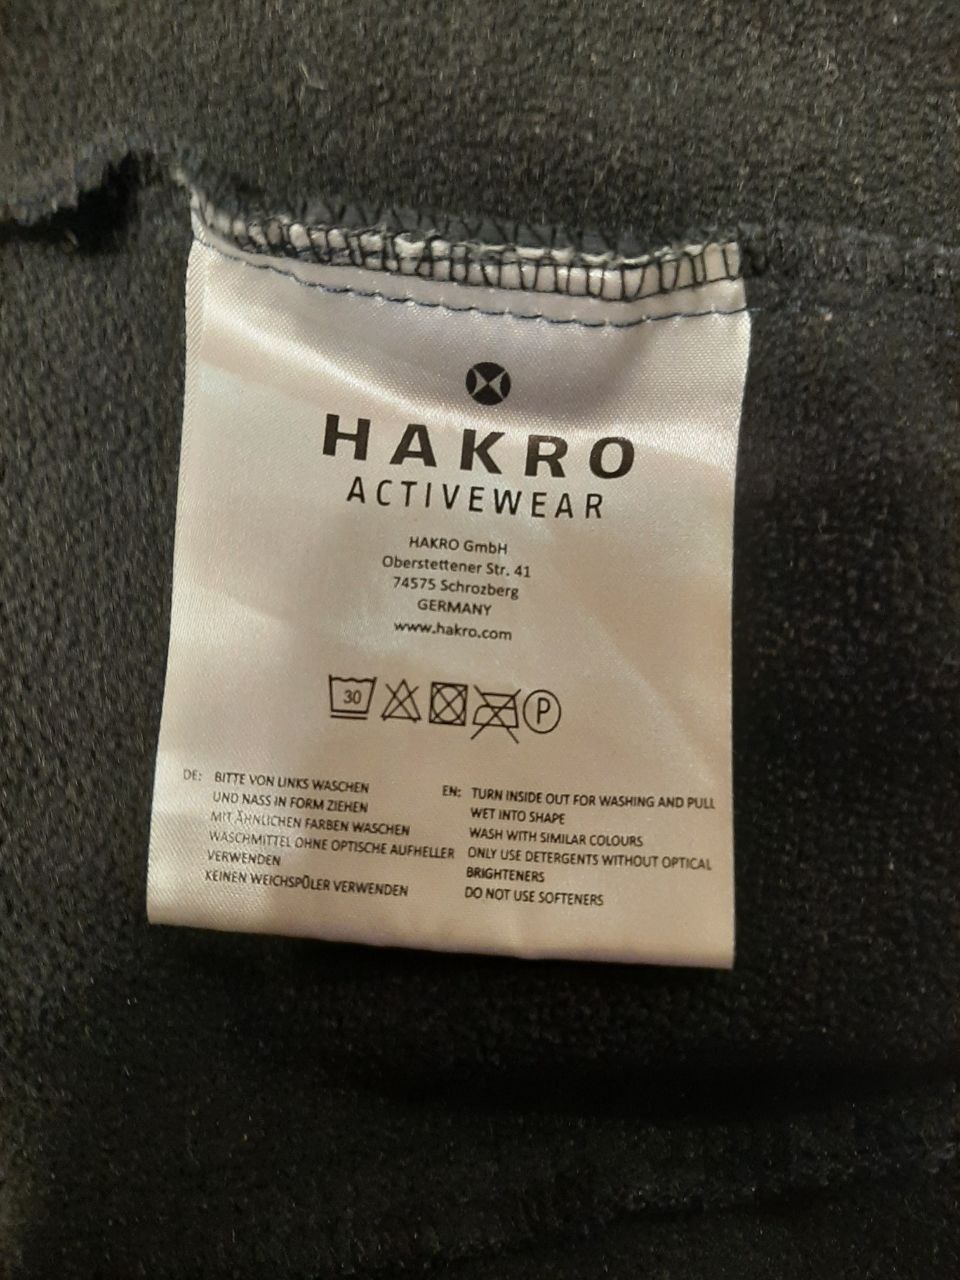 HAKRO
ACTIVEWEAR
HAKRO GmbH
Oberstettener Str. 41
74575 Schrozberg
GERMANY
www.hakro.com
30 P
DE: BITTE VON LINKS WASCHEN
UND NASS IN FORM ZIEHEN
MIT ÄHNLICHEN FARBEN WASCHEN
WASCHMITTEL OHNE OPTISCHE AUFHELLER
VERWENDEN
KEINEN WEICHSPÜLER VERWENDEN
EN: TURN INSIDE OUT FOR WASHING AND PULL
WET INTO SHAPE
WASH WITH SIMILAR COLOURS
ONLY USE DETERGENTS WITHOUT OPTICAL
BRIGHTENERS
DO NOT USE SOFTENERS